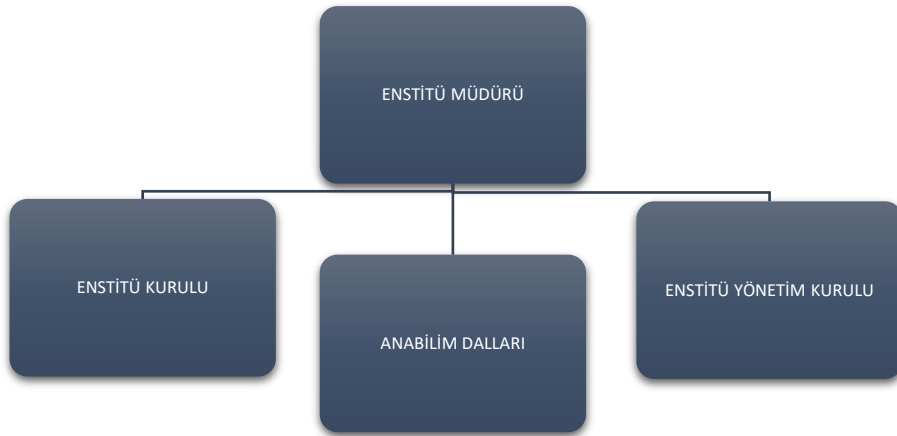 ENSTİTÜ MÜDÜRÜ
ENSTİTÜ KURULU
ANABİLİM DALLARI
ENSTİTÜ YÖNETİM KURULU